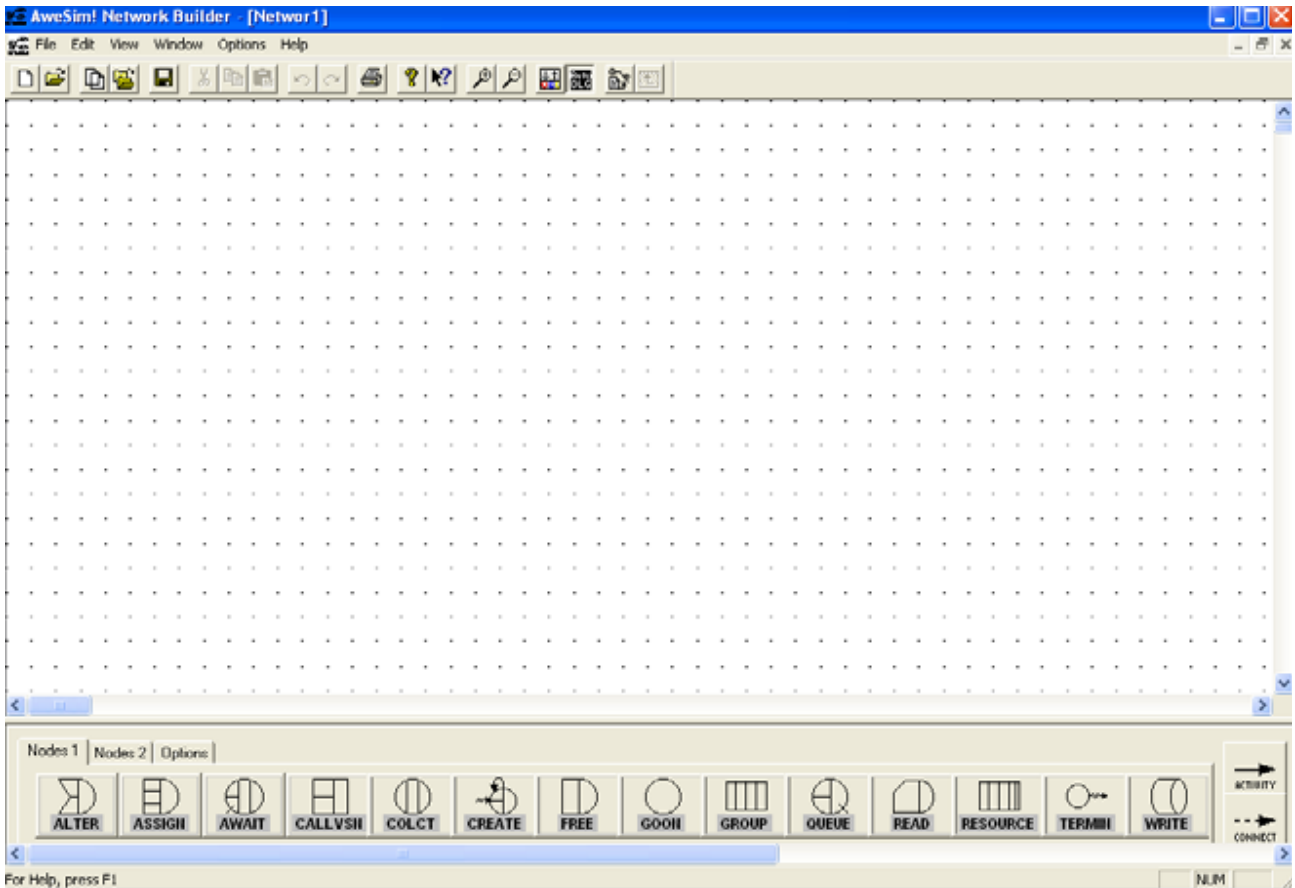 AweSim! Network Builder - [Networ1]
File Edit View Window Options Help
Nodes 1 Nodes 2 Options
ALTER ASSIGN AWAIT CALLVSN COLCT CREATE FREE GOON GROUP QUEUE READ RESOURCE TERMIN WRITE
ACTIVITY
CONNECT
For Help, press F1
NUM